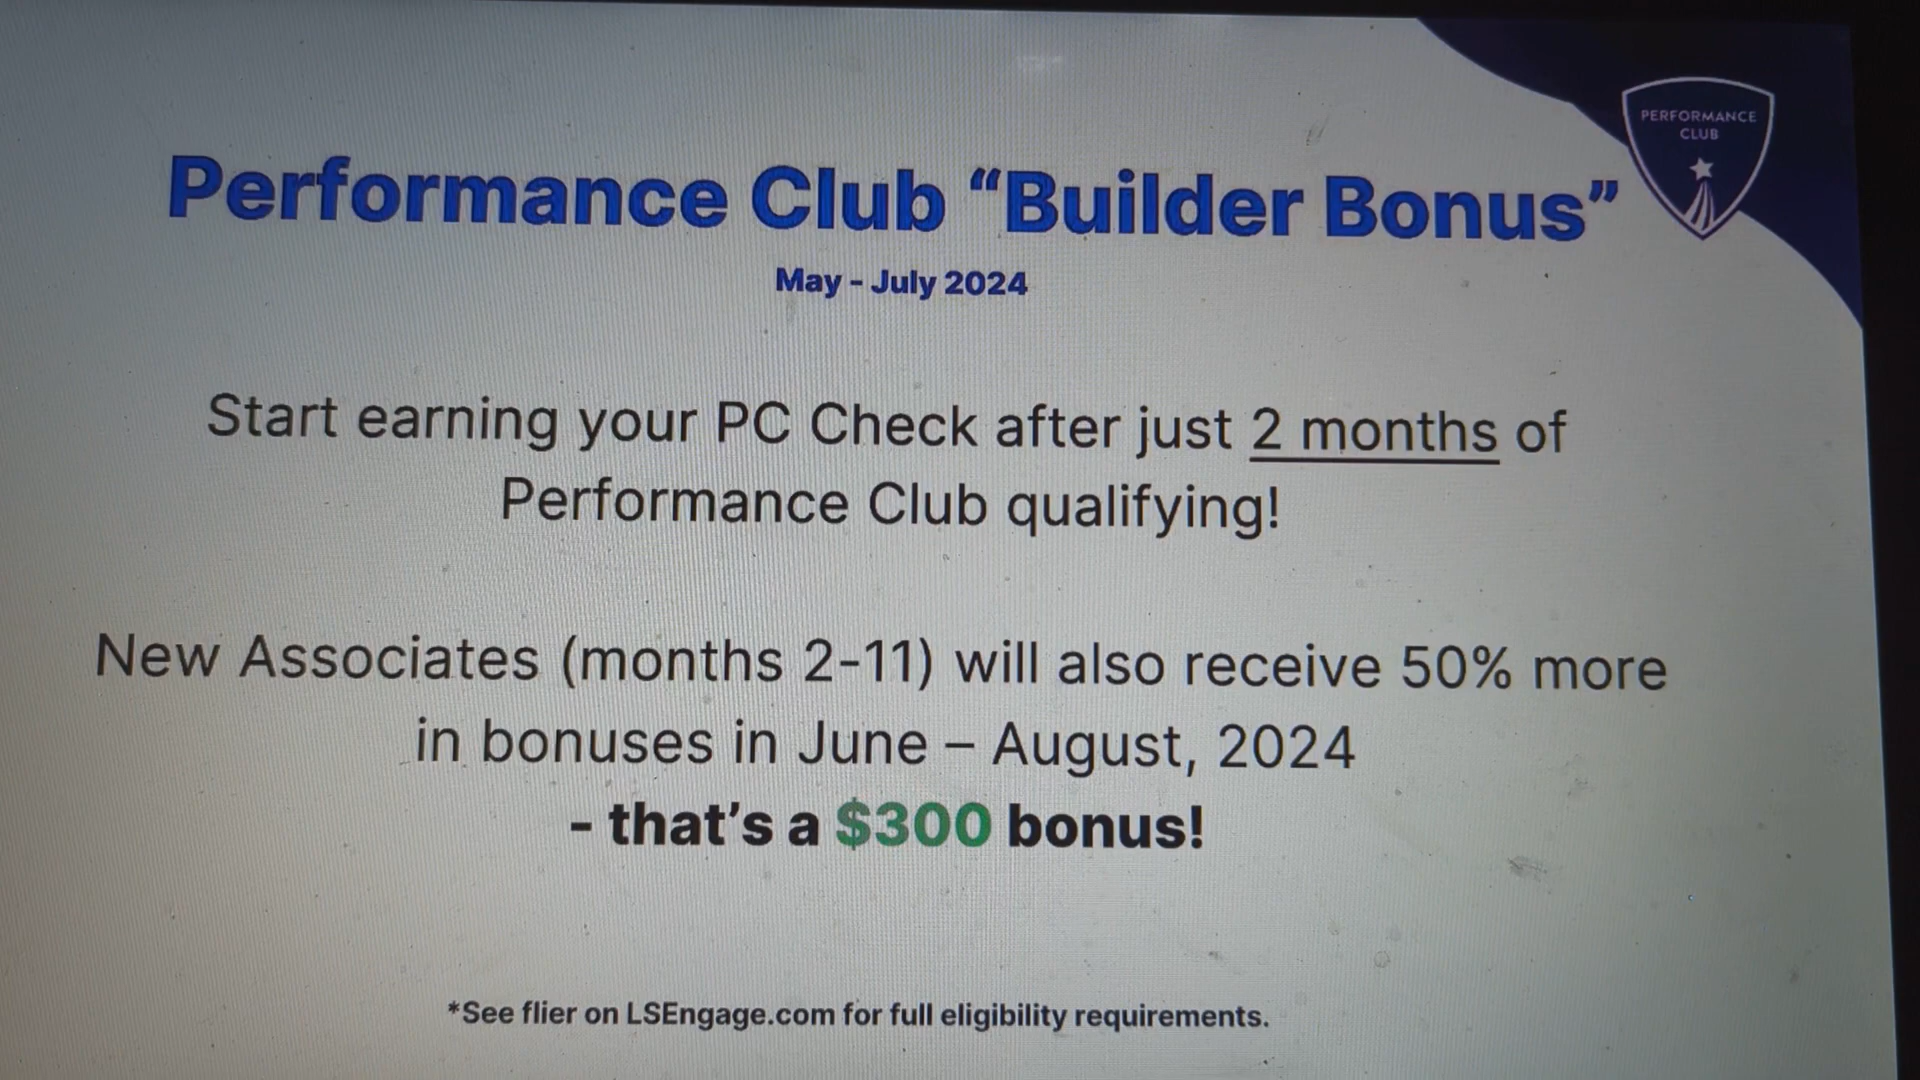 PERFORMANCE
CLUB
Performance Club “Builder Bonus”
May - July 2024
Start earning your PC Check after just 2 months of
Performance Club qualifying!
New Associates (months 2-11) will also receive 50% more
in bonuses in June – August, 2024
- that’s a $300 bonus!
*See flier on LSEngage.com for full eligibility requirements.